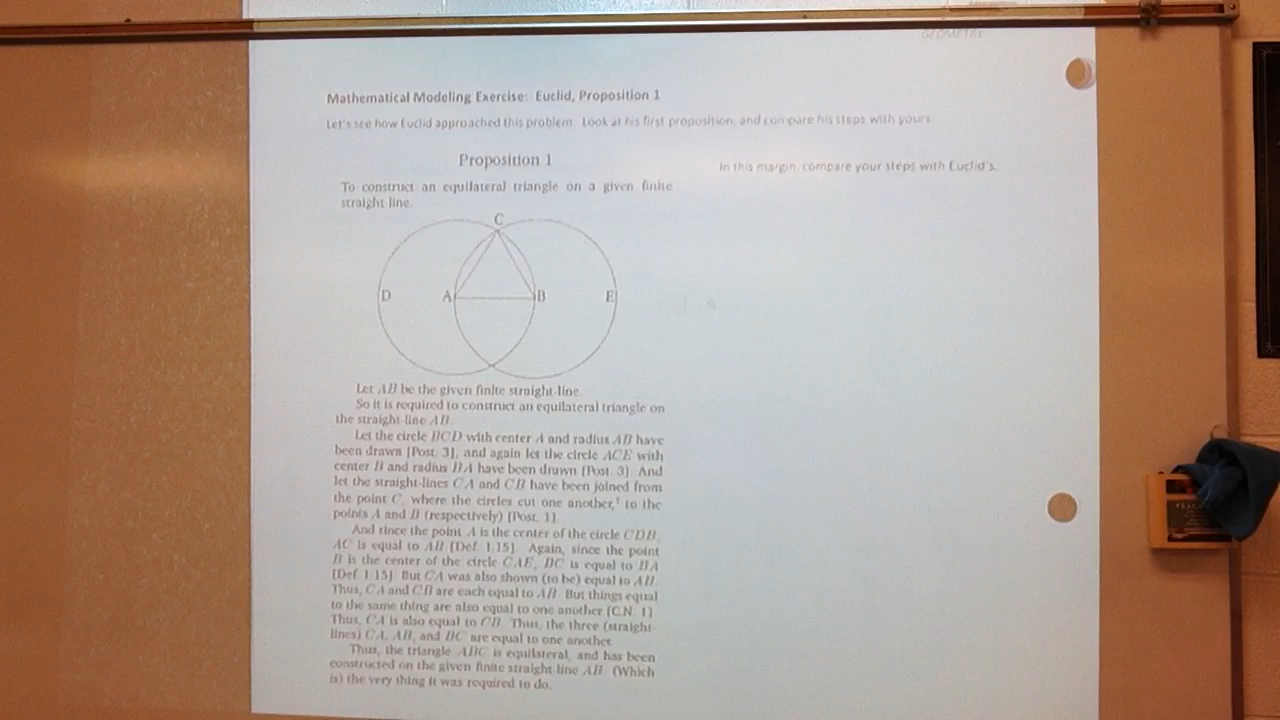 GEOMETRY
Mathematical Modeling Exercise: Euclid, Proposition 1
Let's see how Euclid approached this problem. Look at his first proposition, and compare his steps with yours.
Proposition 1
In this margin, compare your steps with Euclid's.
To construct an equilateral triangle on a given finite
straight line.
C
D A B E
Let AB be the given finite straight-line.
So it is required to construct an equilateral triangle on
the straight-line AB.
Let the circle BCD with center A and radius AB have
been drawn [Post. 3], and again let the circle ACE with
center B and radius BA have been drawn [Post. 3]. And
let the straight-lines CA and CB have been joined from
the point C, where the circles cut one another,¹ to the
points A and B (respectively) [Post. 1].
And since the point A is the center of the circle CDB,
AC is equal to AB [Def. 1.15]. Again, since the point
B is the center of the circle CAE, BC is equal to BA
[Def. 1.15]. But CA was also shown (to be) equal to AB.
Thus, CA and CB are each equal to AB. But things equal
to the same thing are also equal to one another [C.N. 1].
Thus, CA is also equal to CB. Thus, the three (straight-
lines) CA, AB, and BC are equal to one another.
Thus, the triangle ABC is equilateral, and has been
constructed on the given finite straight-line AB. (Which
is) the very thing it was required to do.